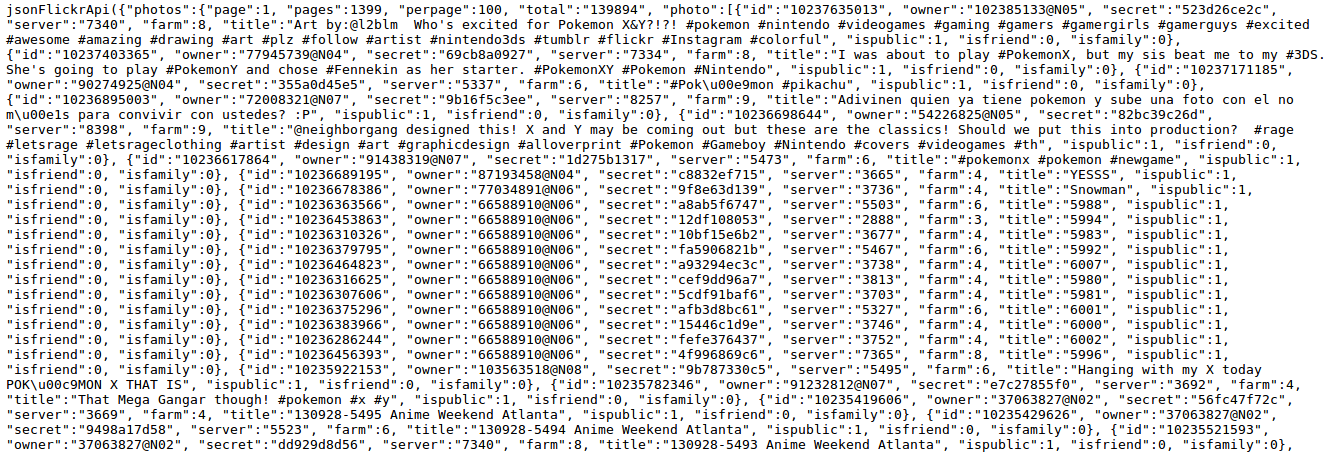 jsonFlickrApi({"photos":{"page":1, "pages":1399, "perpage":100, "total":"139894", "photo":[{"id":"10237635013", "owner":"102385133@N05", "secret":"523d26ce2c",
"server":"7340", "farm":8, "title":"Art by:@l2blm  Who's excited for Pokemon X&Y?!?! #pokemon #nintendo #videogames #gaming #gamers #gamergirls #gamerguys #excited
#awesome #amazing #drawing #art #plz #follow #artist #nintendo3ds #tumblr #flickr #Instagram #colorful", "ispublic":1, "isfriend":0, "isfamily":0},
{"id":"10237403365", "owner":"77945739@N04", "secret":"69cb8a0927", "server":"7334", "farm":8, "title":"I was about to play #PokemonX, but my sis beat me to my #3DS.
She's going to play #PokemonY and chose #Fennekin as her starter. #PokemonXY #Pokemon #Nintendo", "ispublic":1, "isfriend":0, "isfamily":0}, {"id":"10237171185",
"owner":"90274925@N04", "secret":"355a0d45e5", "server":"5337", "farm":6, "title":"#Pok\u00e9mon #pikachu", "ispublic":1, "isfriend":0, "isfamily":0},
{"id":"10236895003", "owner":"72008321@N07", "secret":"9b16f5c3ee", "server":"8257", "farm":9, "title":"Adivinen quien ya tiene pokemon y sube una foto con el no
m\u00e1s para convivir con ustedes? :P", "ispublic":1, "isfriend":0, "isfamily":0}, {"id":"10236698644", "owner":"54226825@N05", "secret":"82bc39c26d",
"server":"8398", "farm":9, "title":"@neighborgang designed this! X and Y may be coming out but these are the classics! Should we put this into production?  #rage
#letsrage #letsrageclothing #artist #design #art #graphicdesign #alloverprint #Pokemon #Gameboy #Nintendo #covers #videogames #th", "ispublic":1, "isfriend":0,
"isfamily":0}, {"id":"10236617864", "owner":"91438319@N07", "secret":"1d275b1317", "server":"5473", "farm":6, "title":"#pokemonx #pokemon #newgame", "ispublic":1,
"isfriend":0, "isfamily":0}, {"id":"10236689195", "owner":"87193458@N04", "secret":"c8832ef715", "server":"3665", "farm":4, "title":"YESSS", "ispublic":1,
"isfriend":0, "isfamily":0}, {"id":"10236678386", "owner":"77034891@N06", "secret":"9f8e63d139", "server":"3736", "farm":4, "title":"Snowman", "ispublic":1,
"isfriend":0, "isfamily":0}, {"id":"10236363566", "owner":"66588910@N06", "secret":"a8ab5f6747", "server":"5503", "farm":6, "title":"5988", "ispublic":1,
"isfriend":0, "isfamily":0}, {"id":"10236453863", "owner":"66588910@N06", "secret":"12df108053", "server":"2888", "farm":3, "title":"5994", "ispublic":1,
"isfriend":0, "isfamily":0}, {"id":"10236310326", "owner":"66588910@N06", "secret":"10bf15e6b2", "server":"3677", "farm":4, "title":"5983", "ispublic":1,
"isfriend":0, "isfamily":0}, {"id":"10236379795", "owner":"66588910@N06", "secret":"fa5906821b", "server":"5467", "farm":6, "title":"5992", "ispublic":1,
"isfriend":0, "isfamily":0}, {"id":"10236464823", "owner":"66588910@N06", "secret":"a93294ec3c", "server":"3738", "farm":4, "title":"6007", "ispublic":1,
"isfriend":0, "isfamily":0}, {"id":"10236316625", "owner":"66588910@N06", "secret":"cef9dd96a7", "server":"3813", "farm":4, "title":"5980", "ispublic":1,
"isfriend":0, "isfamily":0}, {"id":"10236307606", "owner":"66588910@N06", "secret":"5cdf91baf6", "server":"3703", "farm":4, "title":"5981", "ispublic":1,
"isfriend":0, "isfamily":0}, {"id":"10236375296", "owner":"66588910@N06", "secret":"afb3d8bc61", "server":"5327", "farm":6, "title":"6001", "ispublic":1,
"isfriend":0, "isfamily":0}, {"id":"10236383966", "owner":"66588910@N06", "secret":"15446c1d9e", "server":"3746", "farm":4, "title":"6000", "ispublic":1,
"isfriend":0, "isfamily":0}, {"id":"10236286244", "owner":"66588910@N06", "secret":"fefe376437", "server":"3752", "farm":4, "title":"6002", "ispublic":1,
"isfriend":0, "isfamily":0}, {"id":"10236456393", "owner":"66588910@N06", "secret":"4f996869c6", "server":"7365", "farm":8, "title":"5996", "ispublic":1,
"isfriend":0, "isfamily":0}, {"id":"10235922153", "owner":"103563518@N08", "secret":"9b787330c5", "server":"5495", "farm":6, "title":"Hanging with my X today
POK\u00c9MON X THAT IS", "ispublic":1, "isfriend":0, "isfamily":0}, {"id":"10235782346", "owner":"91232812@N07", "secret":"e7c27855f0", "server":"3692", "farm":4,
"title":"That Mega Gangar though! #pokemon #x #y", "ispublic":1, "isfriend":0, "isfamily":0}, {"id":"10235419606", "owner":"37063827@N02", "secret":"56fc47f72c",
"server":"3669", "farm":4, "title":"130928-5495 Anime Weekend Atlanta", "ispublic":1, "isfriend":0, "isfamily":0}, {"id":"10235429626", "owner":"37063827@N02",
"secret":"9498a17d58", "server":"5523", "farm":6, "title":"130928-5494 Anime Weekend Atlanta", "ispublic":1, "isfriend":0, "isfamily":0}, {"id":"10235521593",
"owner":"37063827@N02", "secret":"dd929d8d56", "server":"7340", "farm":8, "title":"130928-5493 Anime Weekend Atlanta", "ispublic":1, "isfriend":0, "isfamily":0},